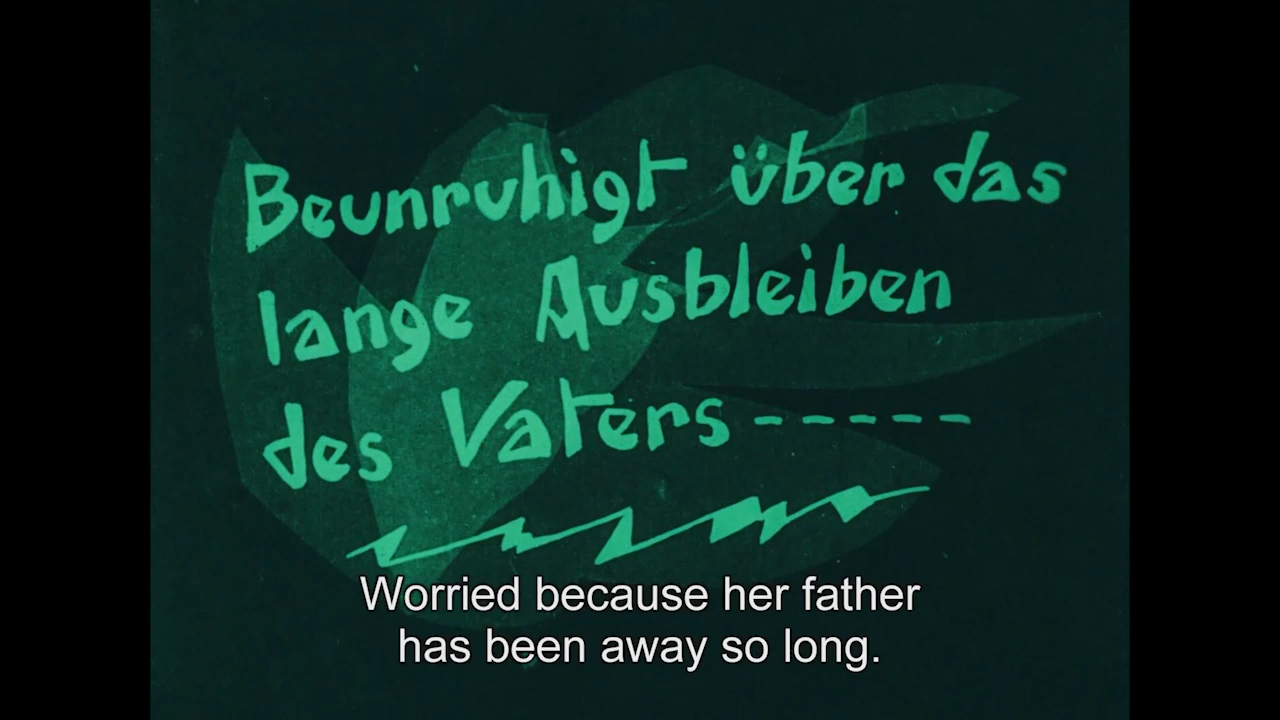 Beunruhigt über das
lange Ausbleiben
des Vaters-----
Worried because her father
has been away so long.